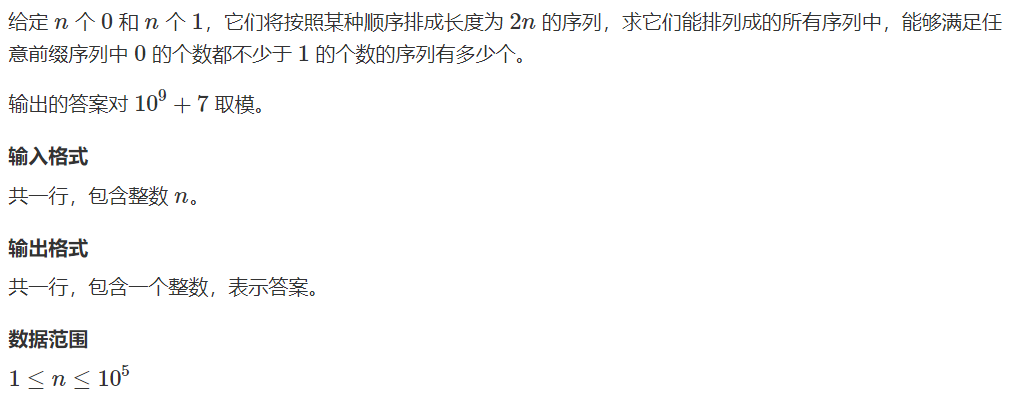 给定 n 个 0 和 n 个 1，它们将按照某种顺序排成长度为 2n 的序列，求它们能排列成的所有序列中，能够满足任
意前缀序列中 0 的个数都不少于 1 的个数的序列有多少个。
输出的答案对 10^9 + 7 取模。
输入格式
共一行，包含整数 n。
输出格式
共一行，包含一个整数，表示答案。
数据范围
1 ≤ n ≤ 10^5